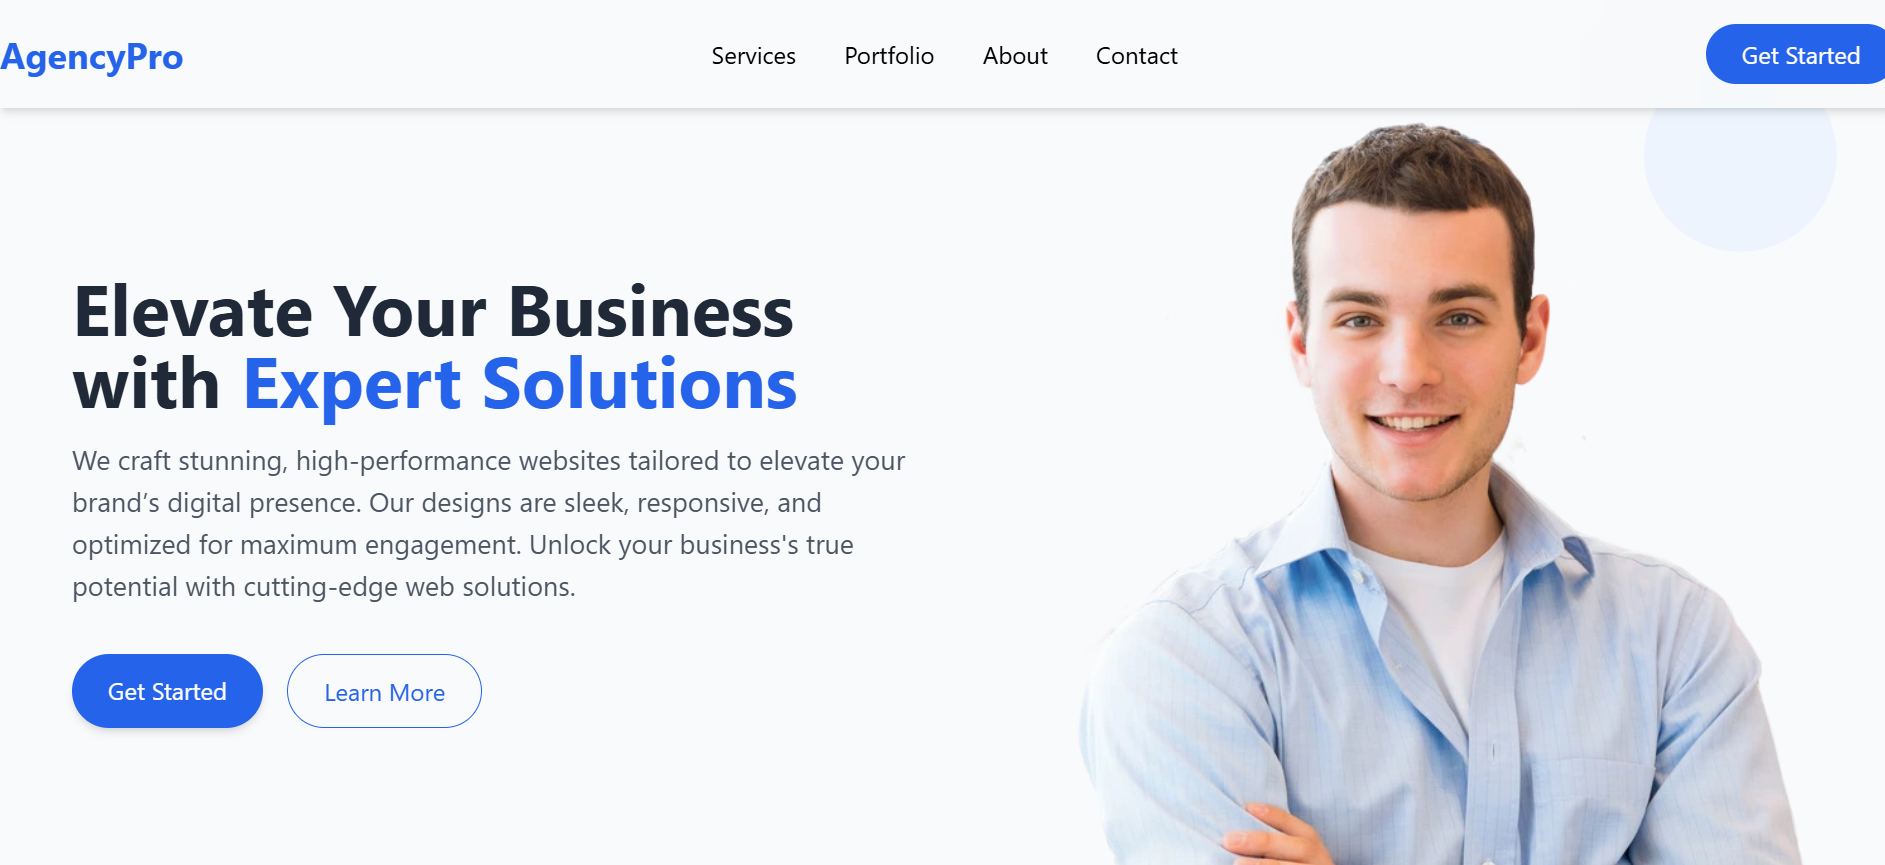 AgencyPro
Services
Portfolio
About
Contact
Get Started
Elevate Your Business
with Expert Solutions
We craft stunning, high-performance websites tailored to elevate your
brand’s digital presence. Our designs are sleek, responsive, and
optimized for maximum engagement. Unlock your business's true
potential with cutting-edge web solutions.
Get Started
Learn More